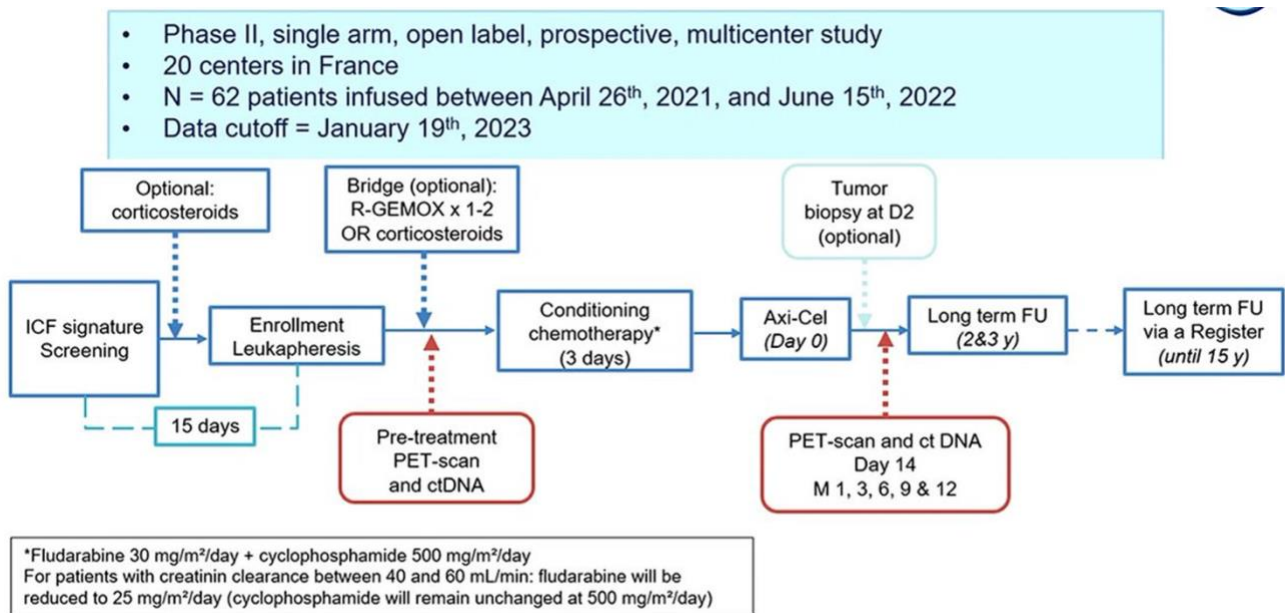 • Phase II, single arm, open label, prospective, multicenter study
• 20 centers in France
• N = 62 patients infused between April 26th, 2021, and June 15th, 2022
• Data cutoff = January 19th, 2023
Optional:
corticosteroids
Bridge (optional):
R-GEMOX x 1-2
OR corticosteroids
Tumor
biopsy at D2
(optional)
ICF signature
Screening
Enrollment
Leukapheresis
Conditioning
chemotherapy*
(3 days)
Axi-Cel
(Day 0)
Long term FU
(2&3 y)
Long term FU
via a Register
(until 15 y)
15 days
Pre-treatment
PET-scan
and ctDNA
PET-scan and ct DNA
Day 14
M 1, 3, 6, 9 & 12
*Fludarabine 30 mg/m²/day + cyclophosphamide 500 mg/m²/day
For patients with creatinin clearance between 40 and 60 mL/min: fludarabine will be
reduced to 25 mg/m²/day (cyclophosphamide will remain unchanged at 500 mg/m²/day)